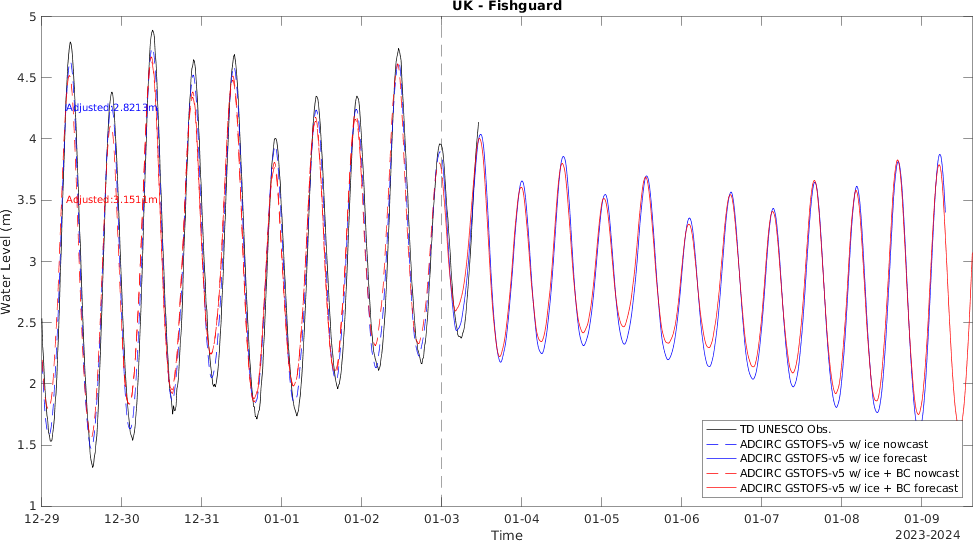 UK - Fishguard
5
4.5
4
3.5
3
2.5
2
1.5
1
Water Level (m)
Adjusted:2.8213m
Adjusted:3.1511m
TD UNESCO Obs.
ADCIRC GSTOFS-v5 w/ ice nowcast
ADCIRC GSTOFS-v5 w/ ice forecast
ADCIRC GSTOFS-v5 w/ ice + BC nowcast
ADCIRC GSTOFS-v5 w/ ice + BC forecast
12-29 12-30 12-31 01-01 01-02 01-03 01-04 01-05 01-06 01-07 01-08 01-09
Time
2023-2024